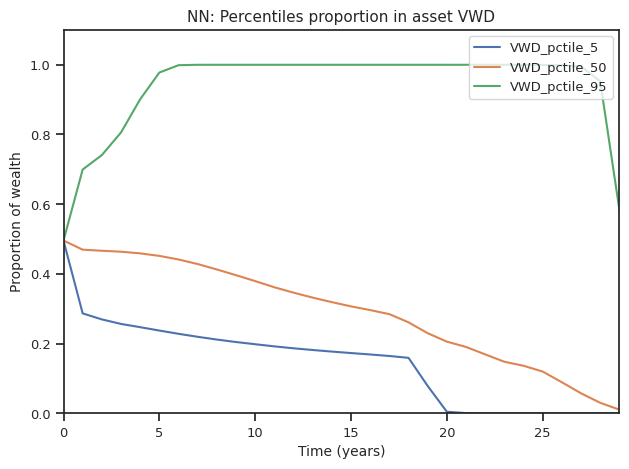 NN: Percentiles proportion in asset VWD
VWD_pctile_5
VWD_pctile_50
VWD_pctile_95
Proportion of wealth
1.0
0.8
0.6
0.4
0.2
0.0
0 5 10 15 20 25
Time (years)